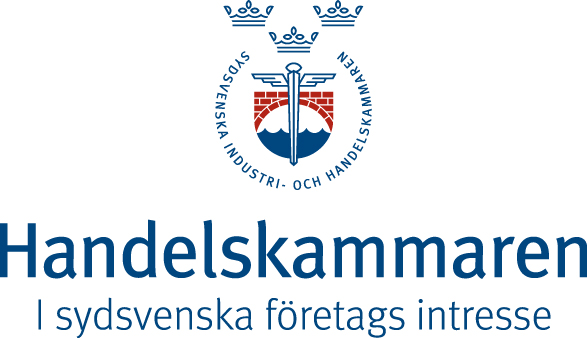 SYDSVENSKA INDUSTRI- OCH HANDELSKAMMAREN
Handelskammaren
I sydsvenska företags intresse